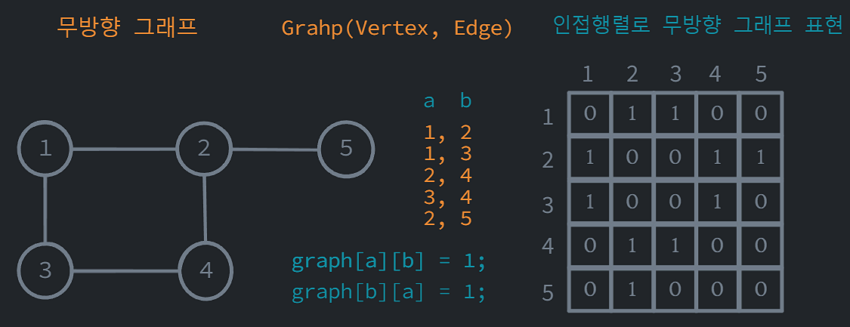 무방향 그래프
Grahp(Vertex, Edge)
인접행렬로 무방향 그래프 표현
1 2 5
3 4
a b
1, 2
1, 3
2, 4
3, 4
2, 5
graph[a][b] = 1;
graph[b][a] = 1;
1 2 3 4 5
1 0 1 1 0 0
2 1 0 0 1 1
3 1 0 0 1 0
4 0 1 1 0 0
5 0 1 0 0 0